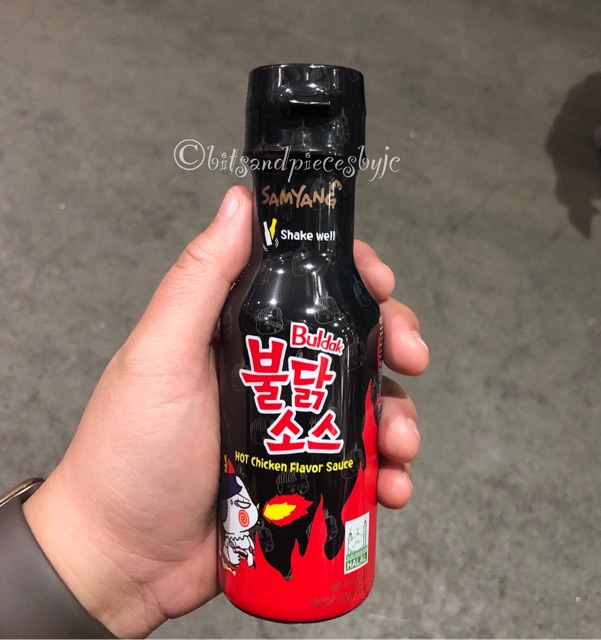 ©bitsandpiecesbyjc
SAMYANG
Shake well
Buldak
불닭
소스
HOT Chicken Flavor Sauce
HALAL